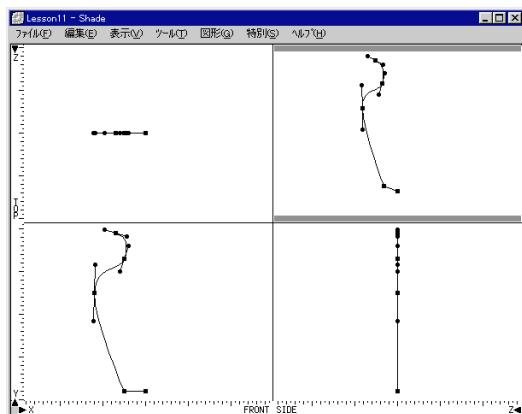 Lesson11 - Shade
ファイル(F) 編集(E) 表示(V) ツール(T) 図形(G) 特別(S) ヘルプ(H)
Z
TOP
Y
X FRONT SIDE Z